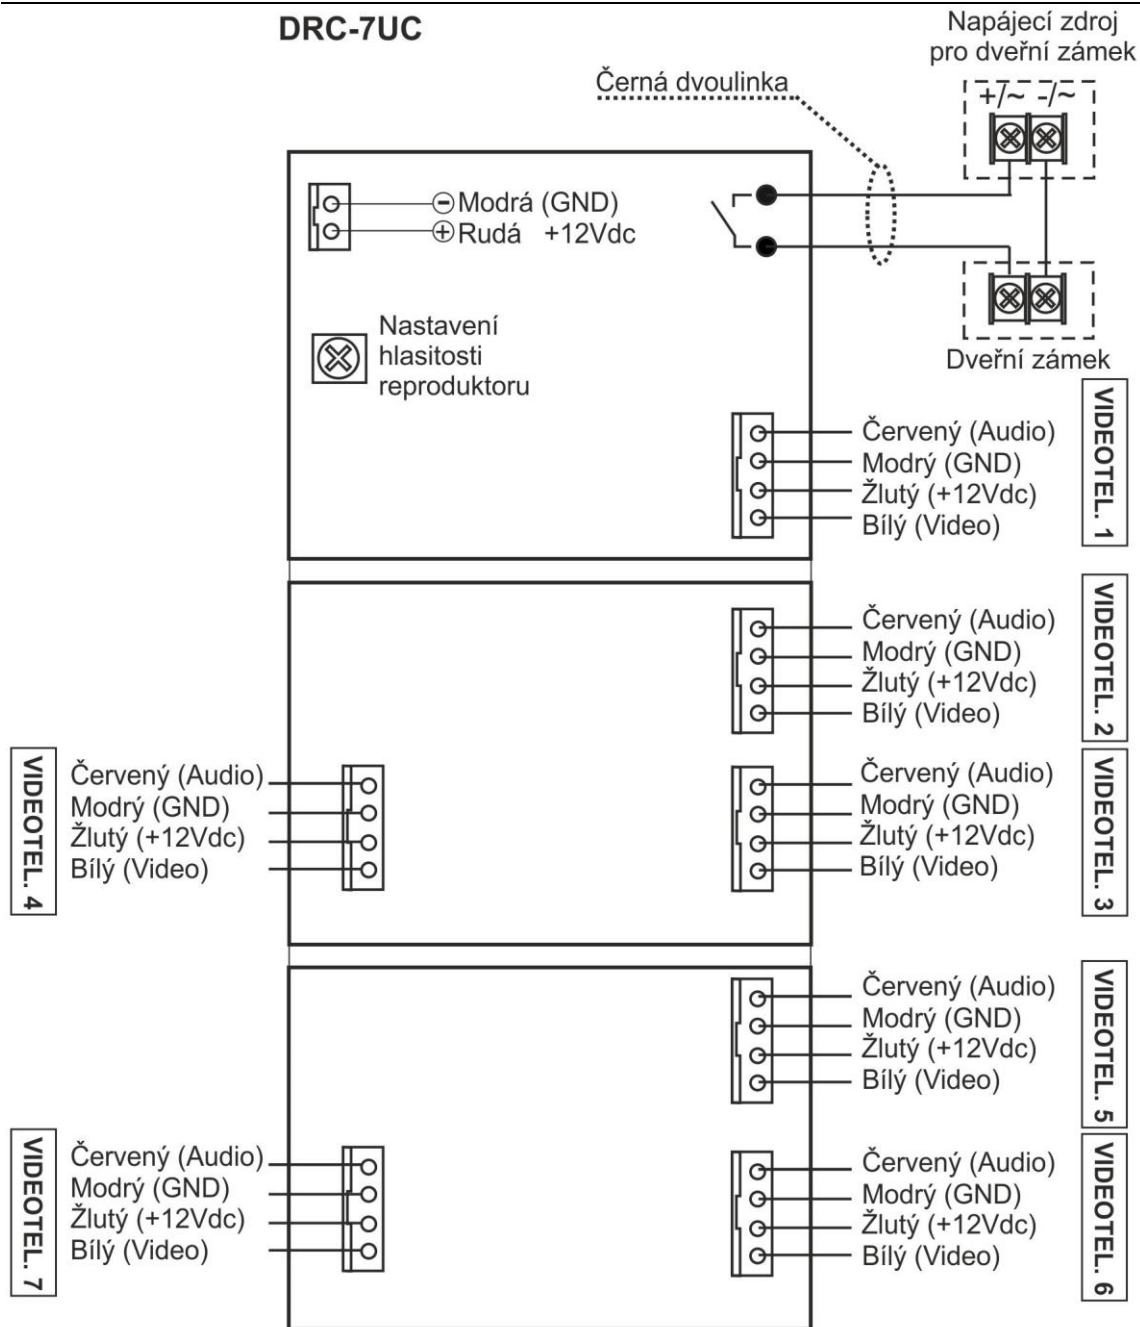 DRC-7UC
Napájecí zdroj
pro dveřní zámek
Černá dvoulinka
+/~ -/~
⊖Modrá (GND)
⊕Rudá +12Vdc
Nastavení
hlasitosti
reproduktoru
Dveřní zámek
Červený (Audio)
Modrý (GND)
Žlutý (+12Vdc)
Bílý (Video)
VIDEOTEL. 1
Červený (Audio)
Modrý (GND)
Žlutý (+12Vdc)
Bílý (Video)
VIDEOTEL. 2
VIDEOTEL. 4
Červený (Audio)
Modrý (GND)
Žlutý (+12Vdc)
Bílý (Video)
Červený (Audio)
Modrý (GND)
Žlutý (+12Vdc)
Bílý (Video)
VIDEOTEL. 3
Červený (Audio)
Modrý (GND)
Žlutý (+12Vdc)
Bílý (Video)
VIDEOTEL. 5
VIDEOTEL. 7
Červený (Audio)
Modrý (GND)
Žlutý (+12Vdc)
Bílý (Video)
Červený (Audio)
Modrý (GND)
Žlutý (+12Vdc)
Bílý (Video)
VIDEOTEL. 6